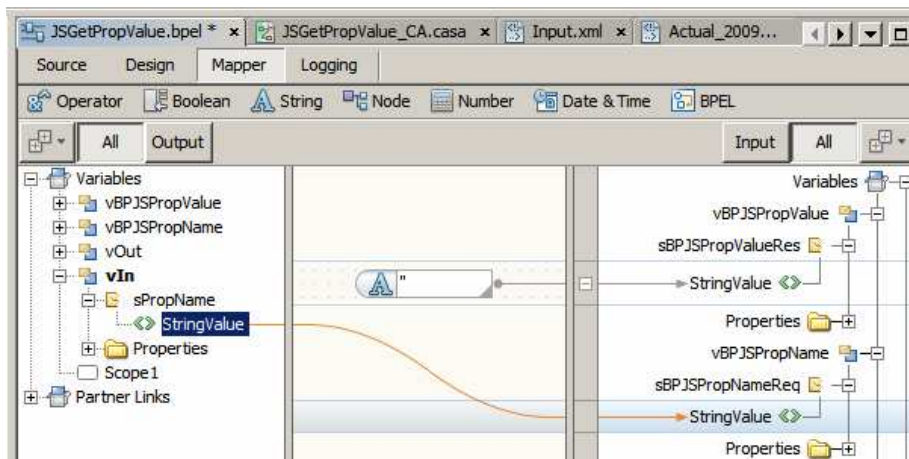 JSGetPropValue.bpel * x JSGetPropValue_CA.casa x Input.xml x Actual_2009...
Source Design Mapper Logging
Operator Boolean A String Node Number Date & Time BPEL
All Output Input All
Variables
vBPJSPropValue
vBPJSPropName
vOut
vIn
sPropName
StringValue
Properties
Scope1
Partner Links
A "
Variables
vBPJSPropValue
sBPJSPropValueRes
StringValue
Properties
vBPJSPropName
sBPJSPropNameReq
StringValue
Properties